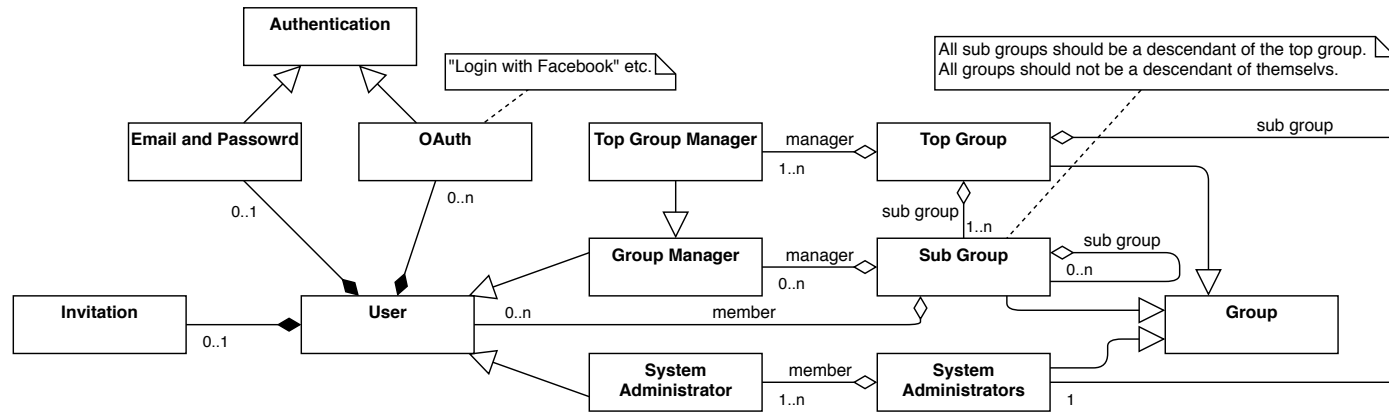 Authentication
"Login with Facebook" etc.
All sub groups should be a descendant of the top group.
All groups should not be a descendant of themselvs.
Email and Passowrd
OAuth
Top Group Manager
manager
1..n
Top Group
sub group
0..1
0..n
sub group
1..n
Group Manager
manager
0..n
Sub Group
sub group
0..n
Invitation
0..1
User
0..n
member
Group
System
Administrator
member
1..n
System
Administrators
1